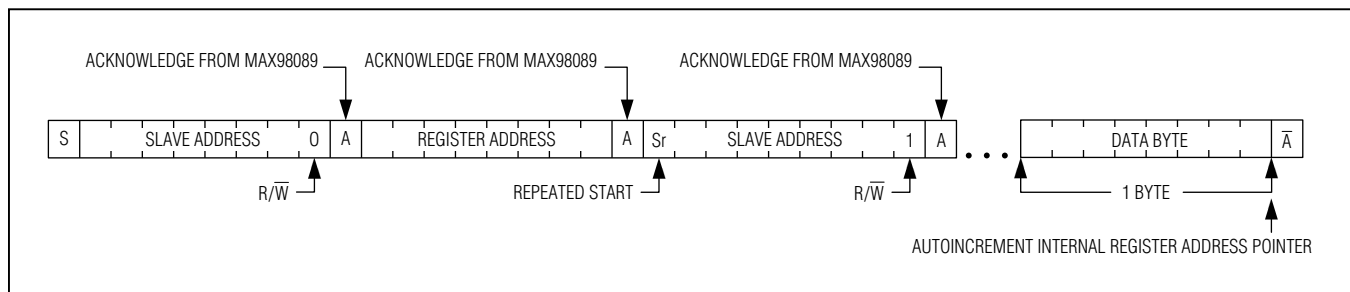 ACKNOWLEDGE FROM MAX98089 ACKNOWLEDGE FROM MAX98089 ACKNOWLEDGE FROM MAX98089
S SLAVE ADDRESS 0 A REGISTER ADDRESS A Sr SLAVE ADDRESS 1 A ... DATA BYTE A̅
R/W̅ REPEATED START R/W̅ 1 BYTE
AUTOINCREMENT INTERNAL REGISTER ADDRESS POINTER